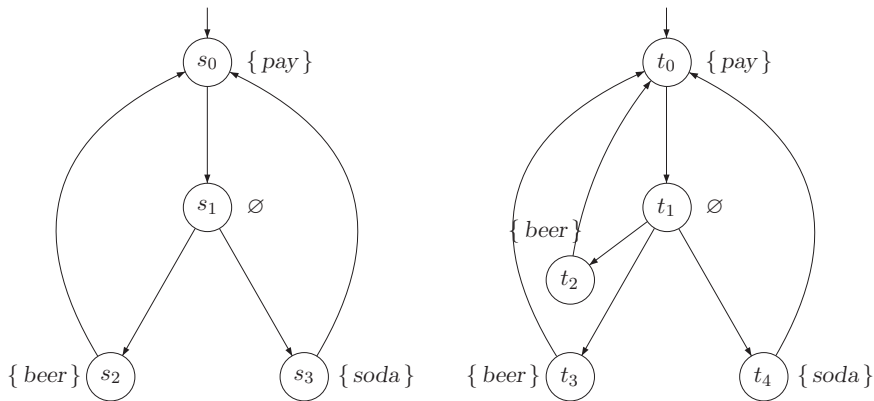 s₀ { pay }
s₁ ∅
{ beer } s₂
s₃ { soda }
t₀ { pay }
t₁ ∅
{ beer }
t₂
{ beer } t₃
t₄ { soda }